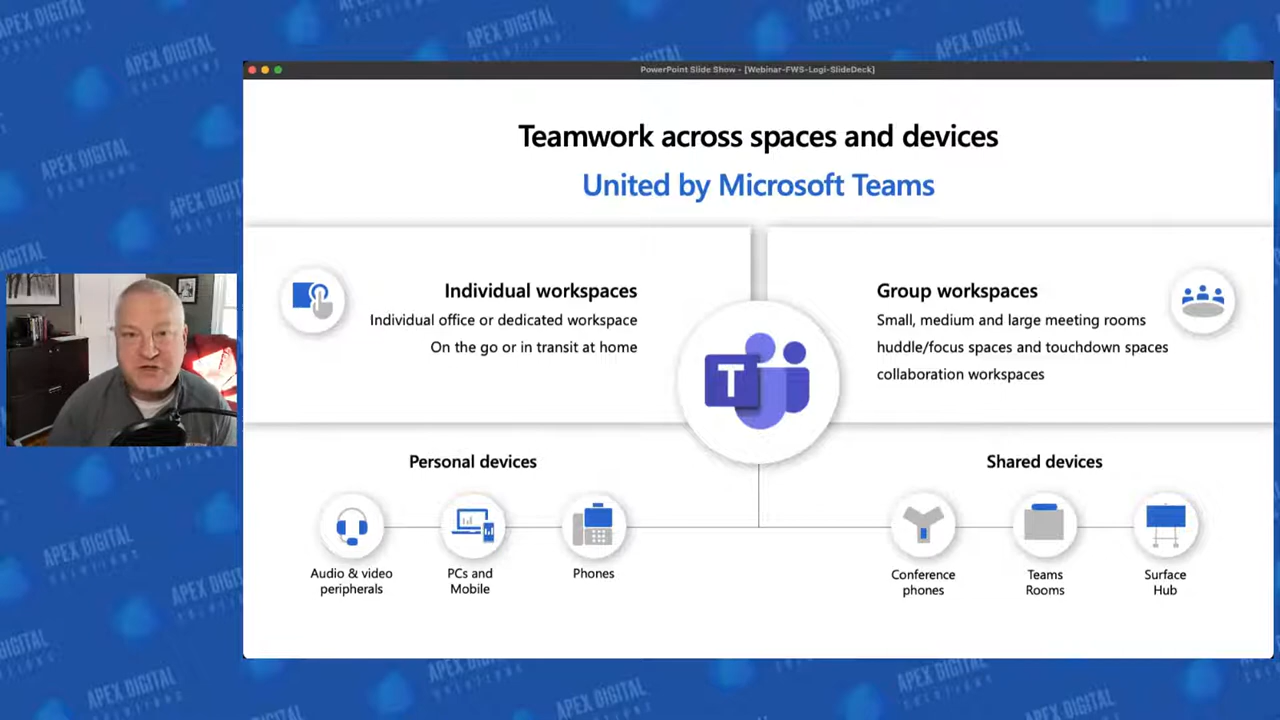 PowerPoint Slide Show - [Webinar-FWS-Logi-SlideDeck]
Teamwork across spaces and devices
United by Microsoft Teams
Individual workspaces
Individual office or dedicated workspace
On the go or in transit at home
T
Group workspaces
Small, medium and large meeting rooms
huddle/focus spaces and touchdown spaces
collaboration workspaces
Personal devices
Audio & video
peripherals
PCs and
Mobile
Phones
Shared devices
Conference
phones
Teams
Rooms
Surface
Hub
APEX DIGITAL
SOLUTIONS